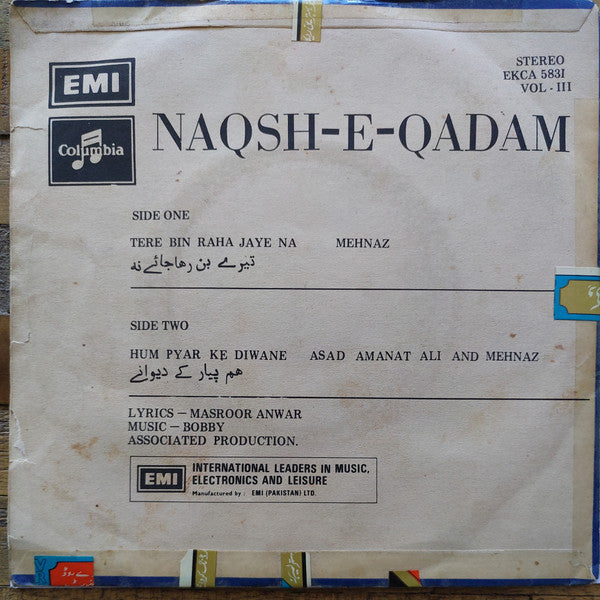 STEREO
EKCA 5831
VOL - III
EMI
Columbia
NAQSH-E-QADAM
SIDE ONE
TERE BIN RAHA JAYE NA MEHNAZ
تیرے بن رہا جائے نہ
SIDE TWO
HUM PYAR KE DIWANE ASAD AMANAT ALI AND MEHNAZ
ھم پیار کے دیوانے
LYRICS – MASROOR ANWAR
MUSIC – BOBBY
ASSOCIATED PRODUCTION.
EMI
INTERNATIONAL LEADERS IN MUSIC,
ELECTRONICS AND LEISURE
Manufactured by : EMI (PAKISTAN) LTD.